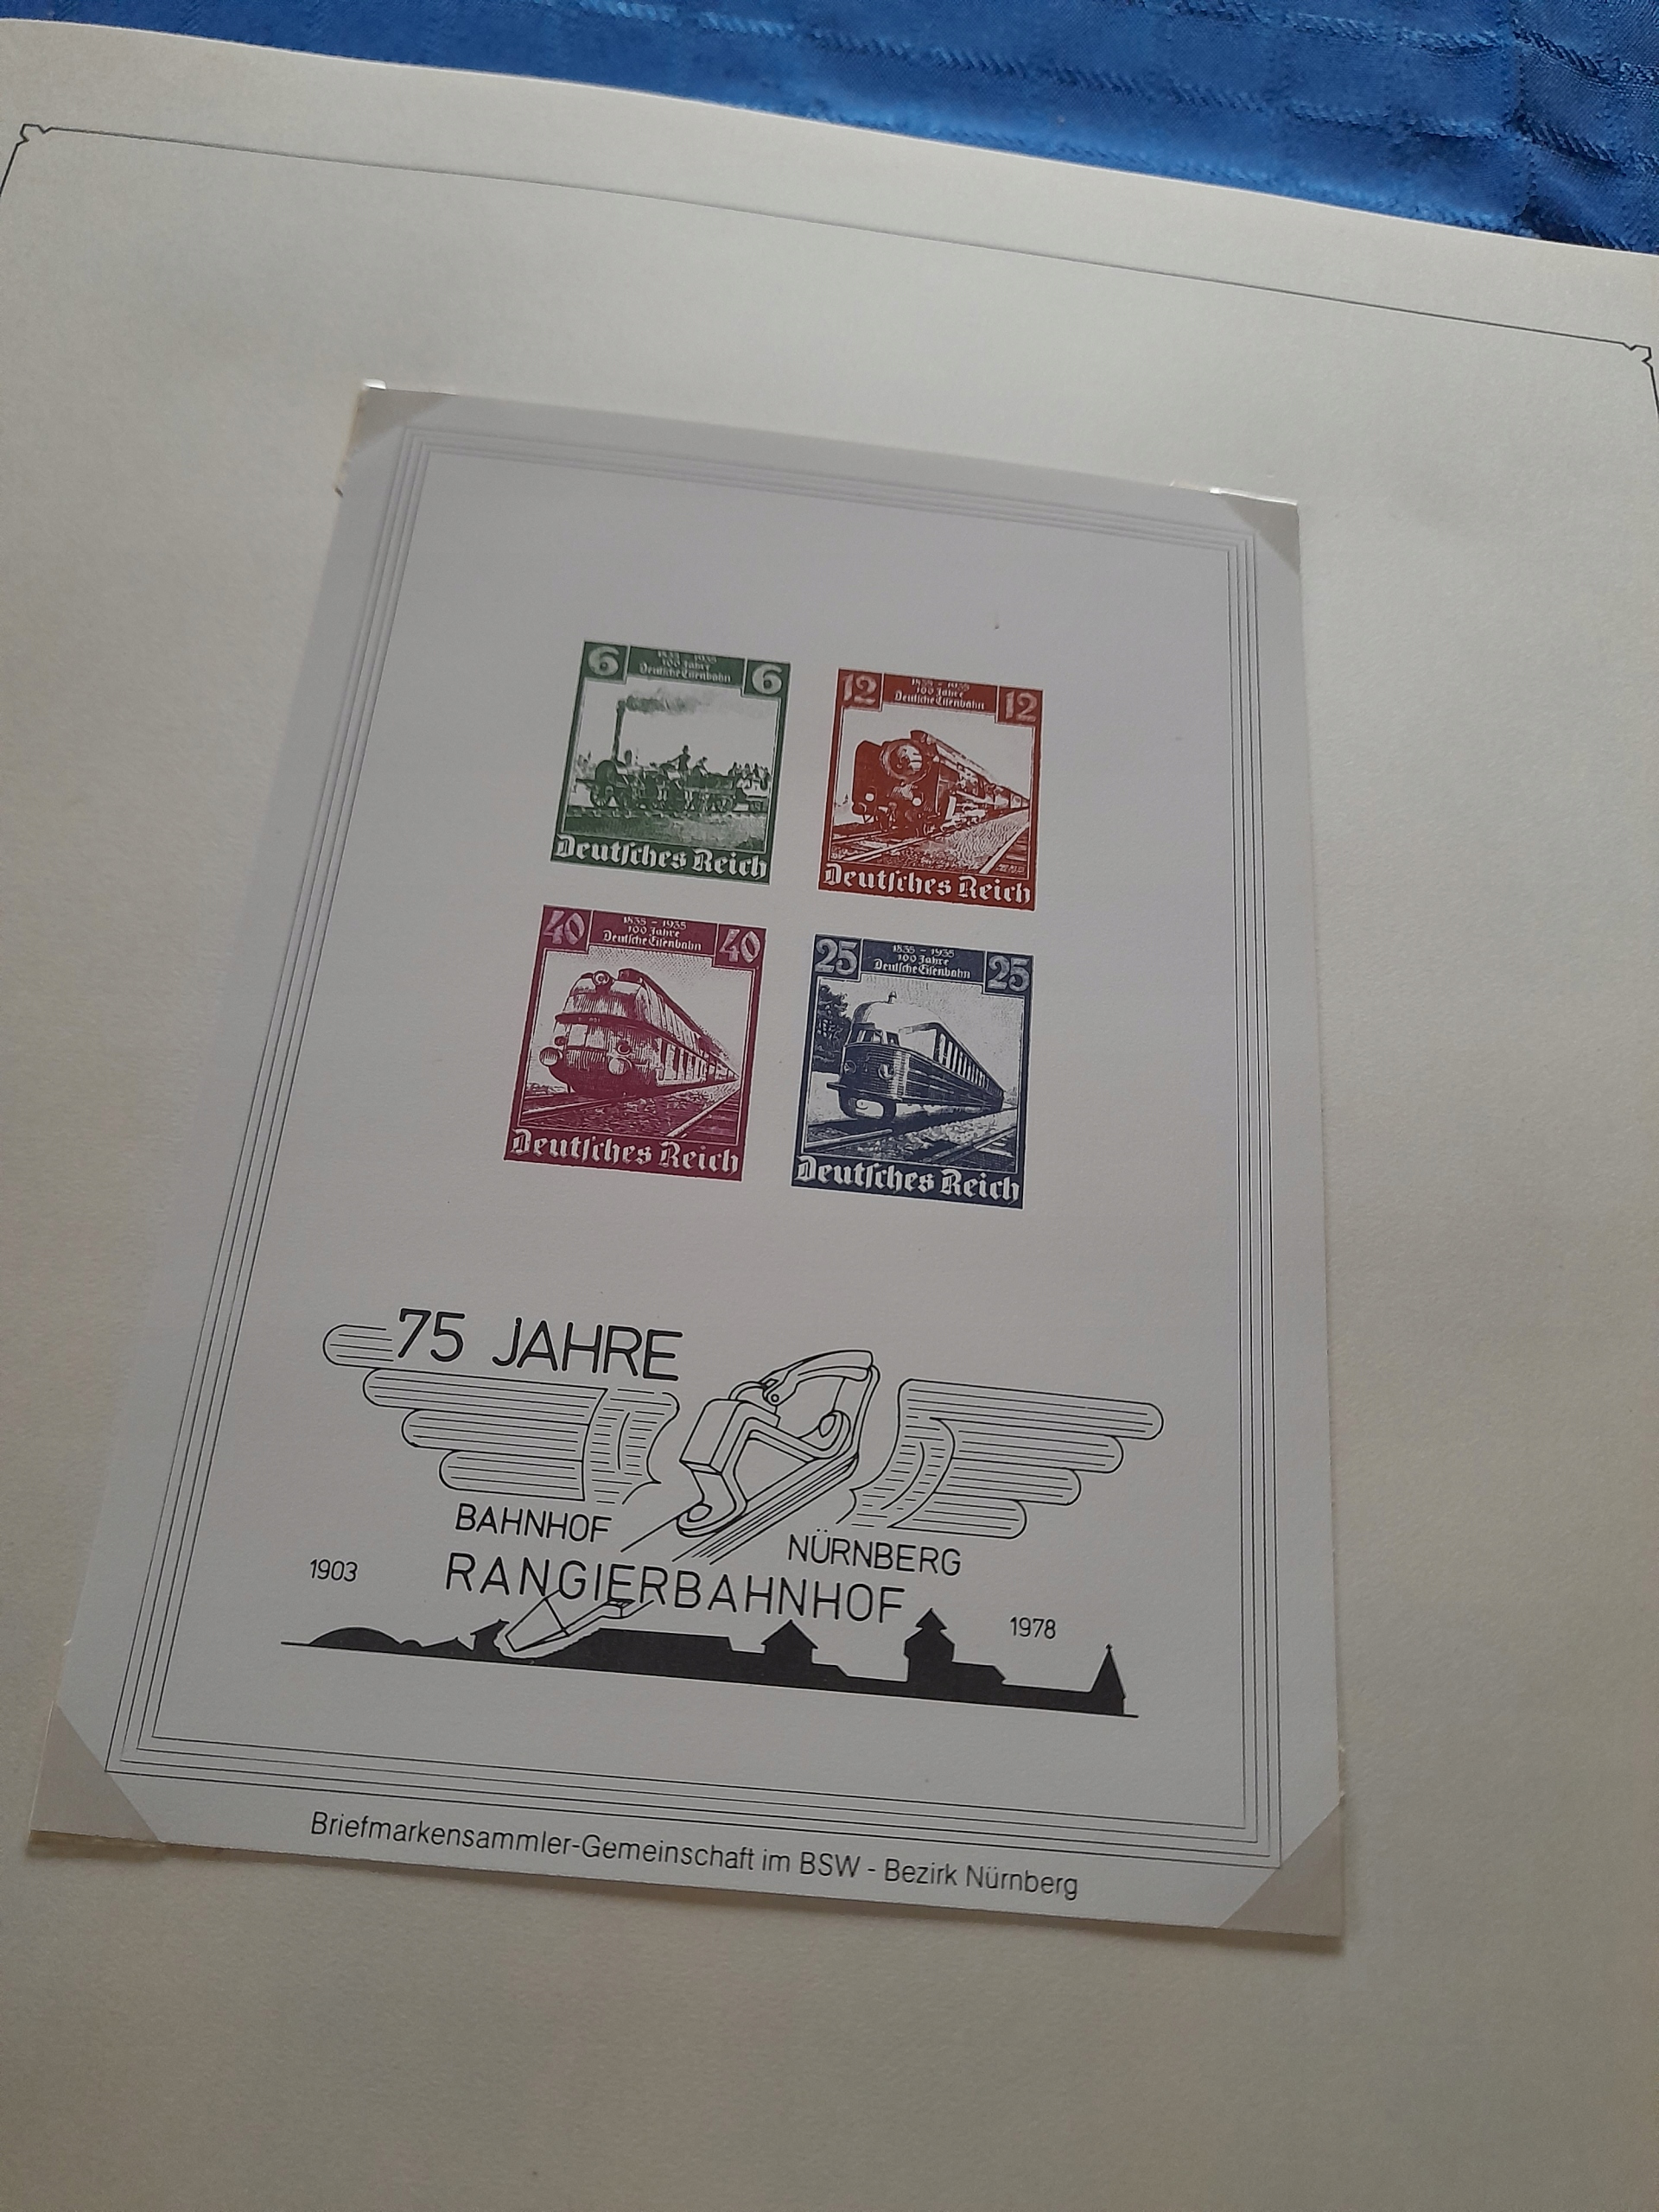 6 6
1835 - 1935
100 Jahre
Deutsche Eisenbahn
Deutsches Reich
12 12
1835 - 1935
100 Jahre
Deutsche Eisenbahn
Deutsches Reich
40 40
1835 - 1935
100 Jahre
Deutsche Eisenbahn
Deutsches Reich
25 25
1835 - 1935
100 Jahre
Deutsche Eisenbahn
Deutsches Reich
75 JAHRE
BAHNHOF NÜRNBERG
1903 RANGIERBAHNHOF 1978
Briefmarkensammler-Gemeinschaft im BSW - Bezirk Nürnberg